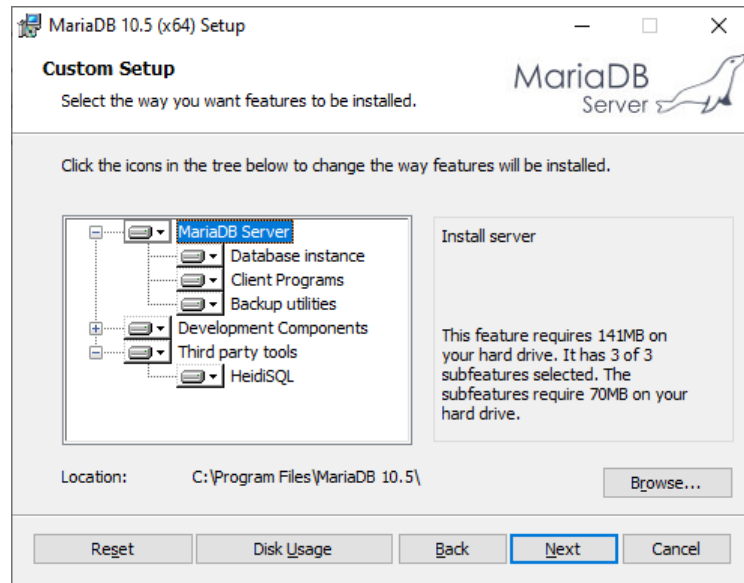 MariaDB 10.5 (x64) Setup
Custom Setup
Select the way you want features to be installed.
MariaDB
Server
Click the icons in the tree below to change the way features will be installed.
MariaDB Server
Database instance
Client Programs
Backup utilities
Development Components
Third party tools
HeidiSQL
Install server
This feature requires 141MB on
your hard drive. It has 3 of 3
subfeatures selected. The
subfeatures require 70MB on your
hard drive.
Location: C:\Program Files\MariaDB 10.5\
Browse...
Reset Disk Usage Back Next Cancel